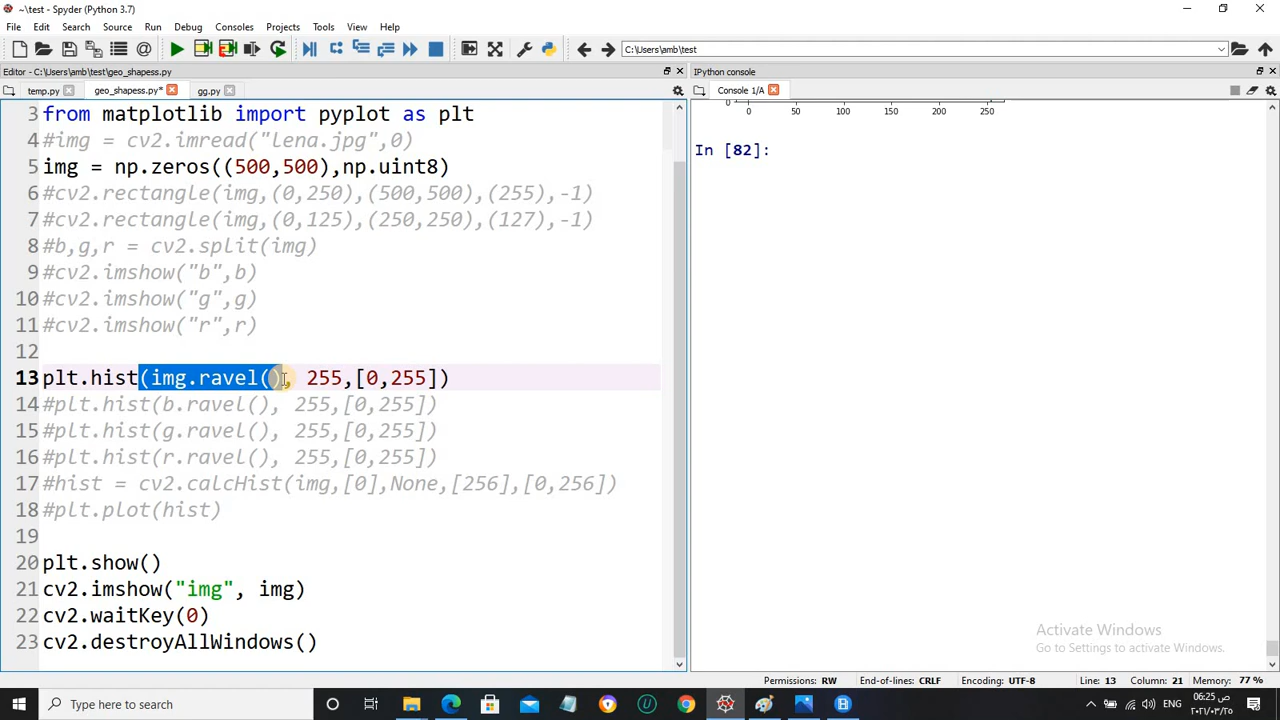 ~\test - Spyder (Python 3.7)
File Edit Search Source Run Debug Consoles Projects Tools View Help
C:\Users\amb\test
Editor - C:\Users\amb\test\geo_shapess.py
IPython console
temp.py geo_shapess.py* gg.py
Console 1/A
3 from matplotlib import pyplot as plt
4 #img = cv2.imread("lena.jpg",0)
5 img = np.zeros((500,500),np.uint8)
6 #cv2.rectangle(img,(0,250),(500,500),(255),-1)
7 #cv2.rectangle(img,(0,125),(250,250),(127),-1)
8 #b,g,r = cv2.split(img)
9 #cv2.imshow("b",b)
10 #cv2.imshow("g",g)
11 #cv2.imshow("r",r)
12
13 plt.hist(img.ravel(), 255,[0,255])
14 #plt.hist(b.ravel(), 255,[0,255])
15 #plt.hist(g.ravel(), 255,[0,255])
16 #plt.hist(r.ravel(), 255,[0,255])
17 #hist = cv2.calcHist(img,[0],None,[256],[0,256])
18 #plt.plot(hist)
19
20 plt.show()
21 cv2.imshow("img", img)
22 cv2.waitKey(0)
23 cv2.destroyAllWindows()
0
0 50 100 150 200 250
In [82]:
Activate Windows
Go to Settings to activate Windows.
Permissions: RW End-of-lines: CRLF Encoding: UTF-8 Line: 13 Column: 21 Memory: 77 %
Type here to search
ENG
06:25 ص